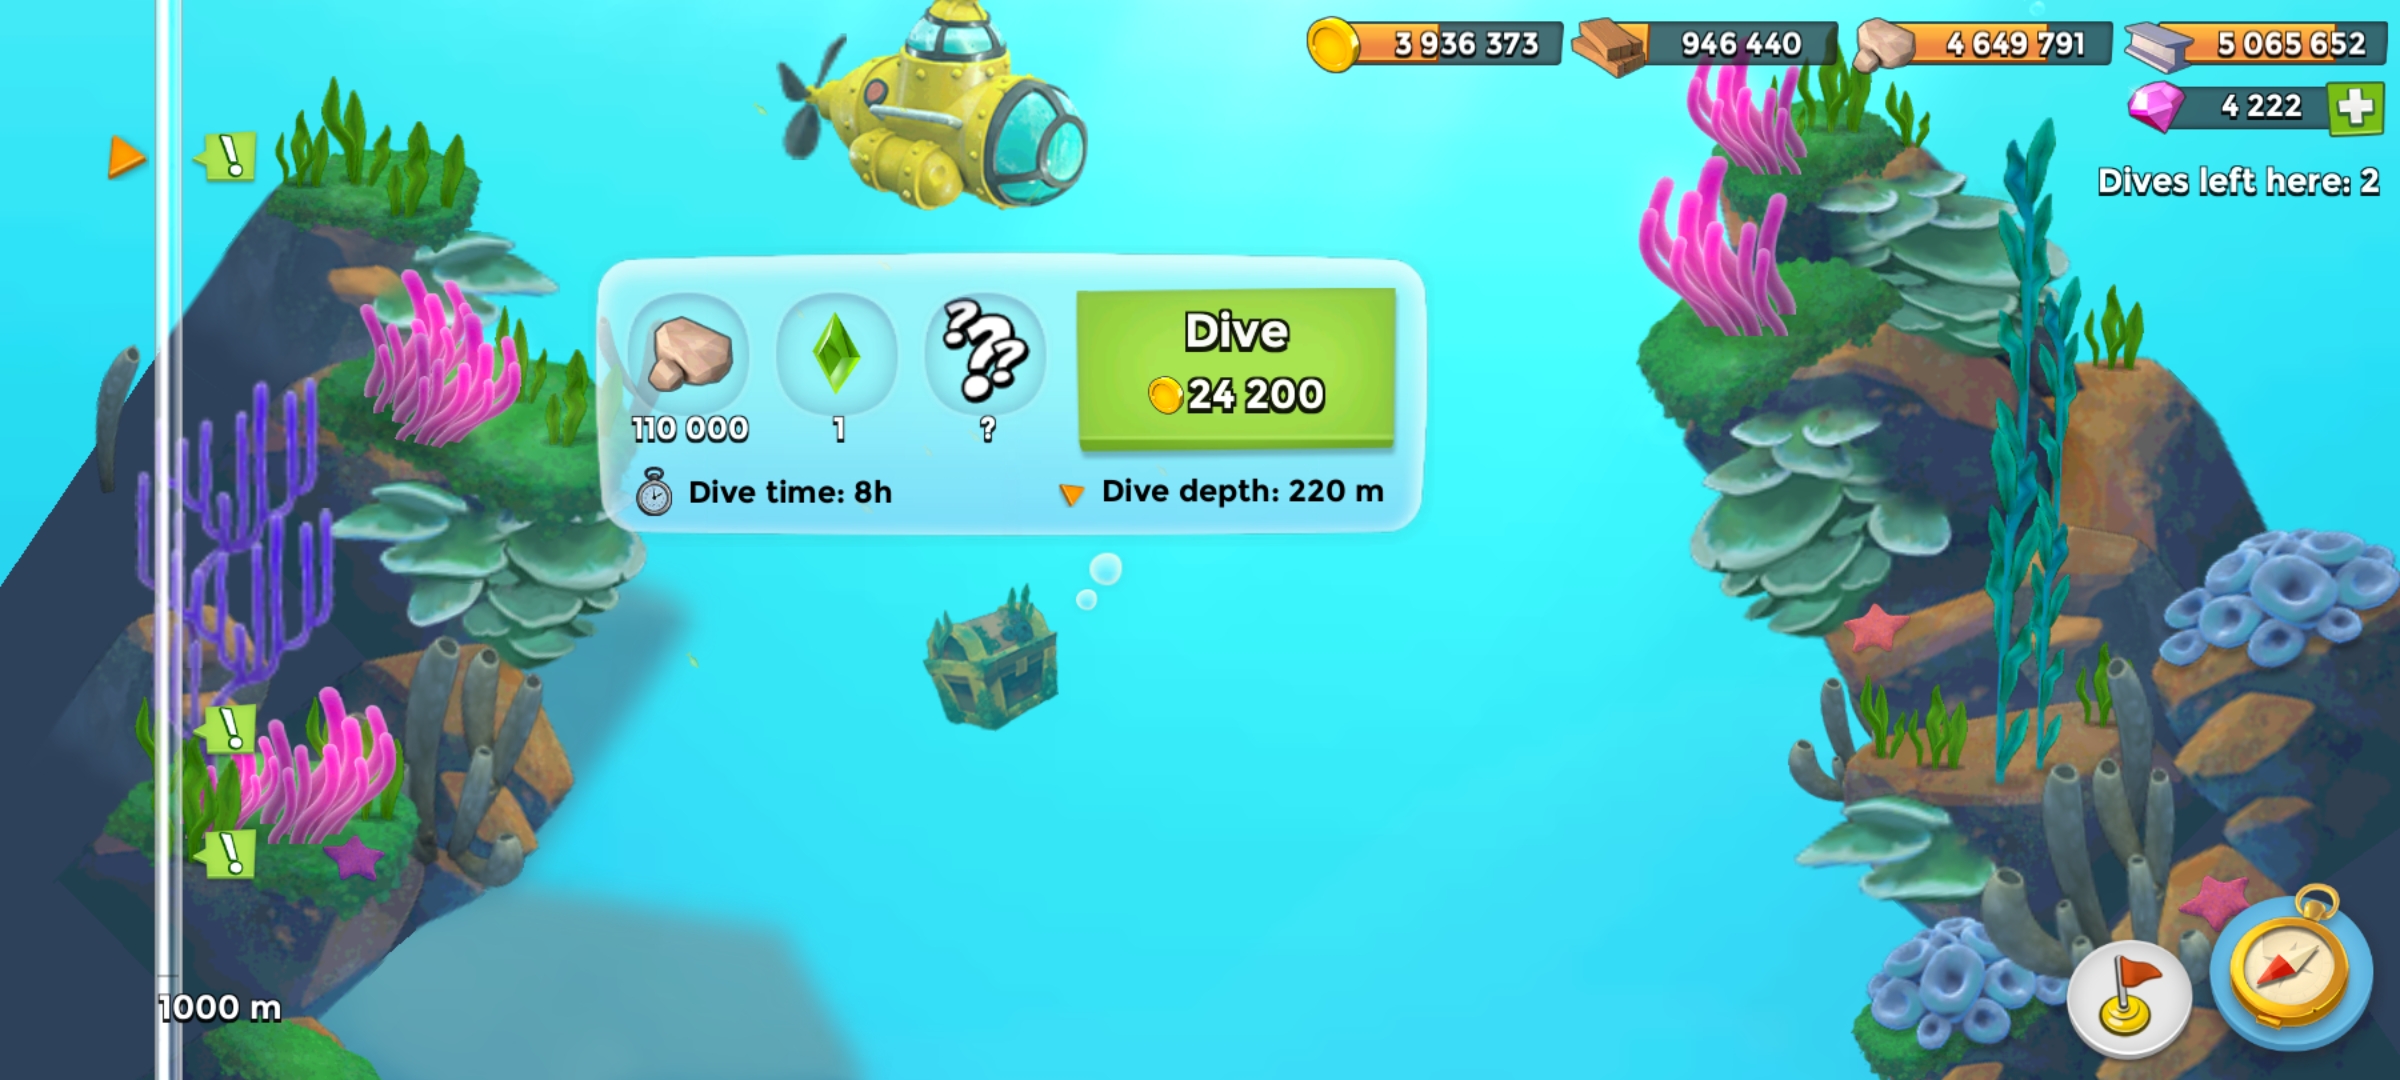 3 936 373
946 440
4 649 791
5 065 652
4 222
Dives left here: 2
!
???
Dive
24 200
110 000
1
?
Dive time: 8h
Dive depth: 220 m
!
!
1000 m